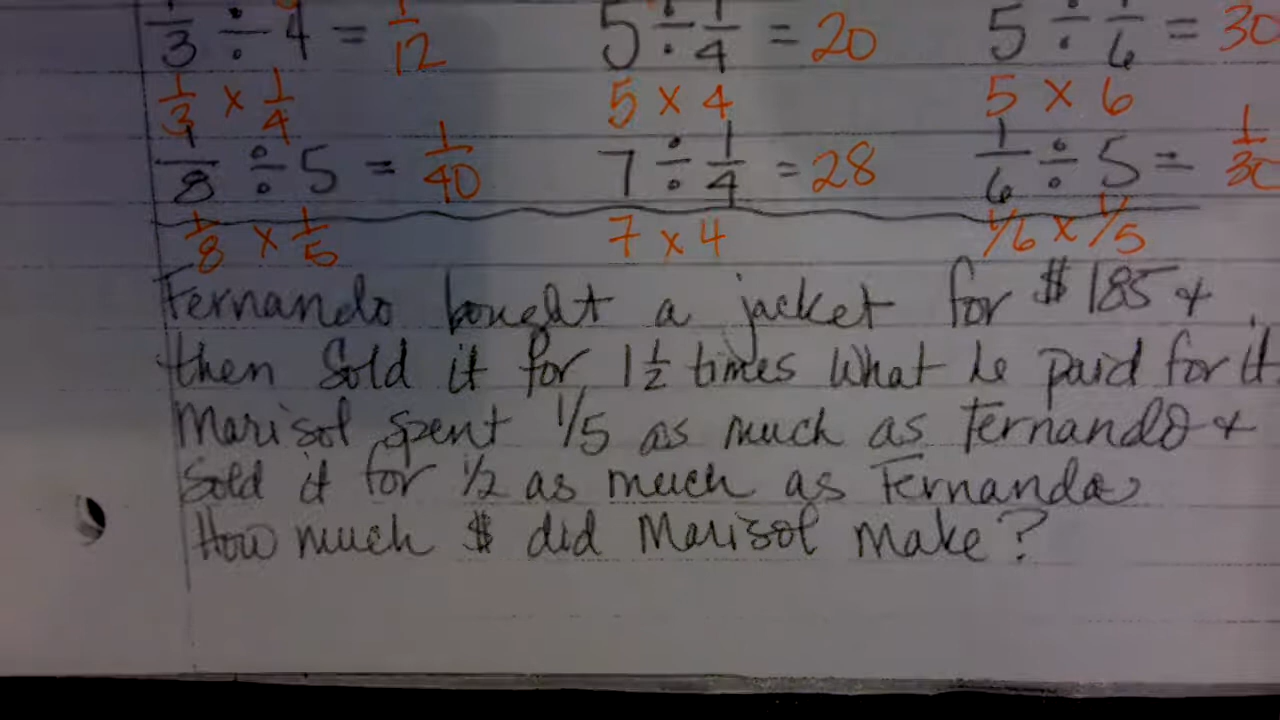 1/3 ÷ 4 = 1/12 5 ÷ 1/4 = 20 5 ÷ 1/6 = 30
1/3 x 1/4 5 x 4 5 x 6
1/8 ÷ 5 = 1/40 7 ÷ 1/4 = 28 1/6 ÷ 5 = 1/30
1/8 x 1/5 7 x 4 1/6 x 1/5
Fernando bought a jacket for $185 +
then sold it for 1 1/2 times what he paid for it.
Marisol spent 1/5 as much as Fernando +
sold it for 1/2 as much as Fernando.
How much $ did Marisol make?